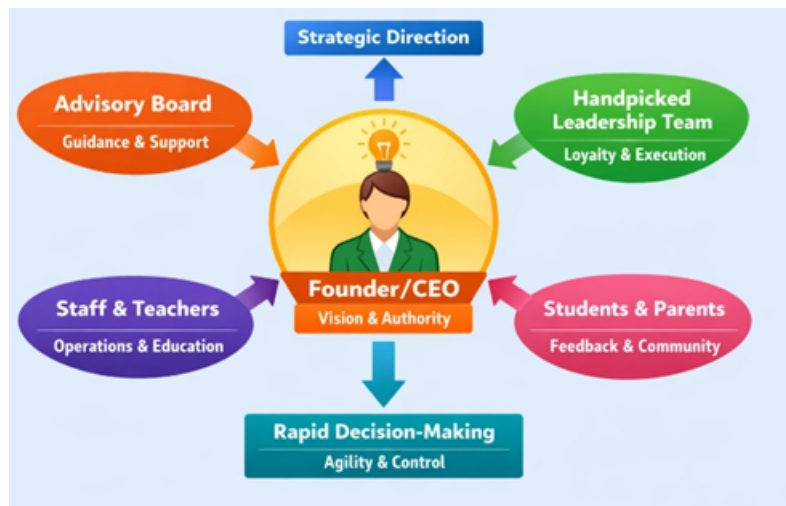 Strategic Direction
Advisory Board
Guidance & Support
Handpicked
Leadership Team
Loyalty & Execution
Founder/CEO
Vision & Authority
Staff & Teachers
Operations & Education
Students & Parents
Feedback & Community
Rapid Decision-Making
Agility & Control